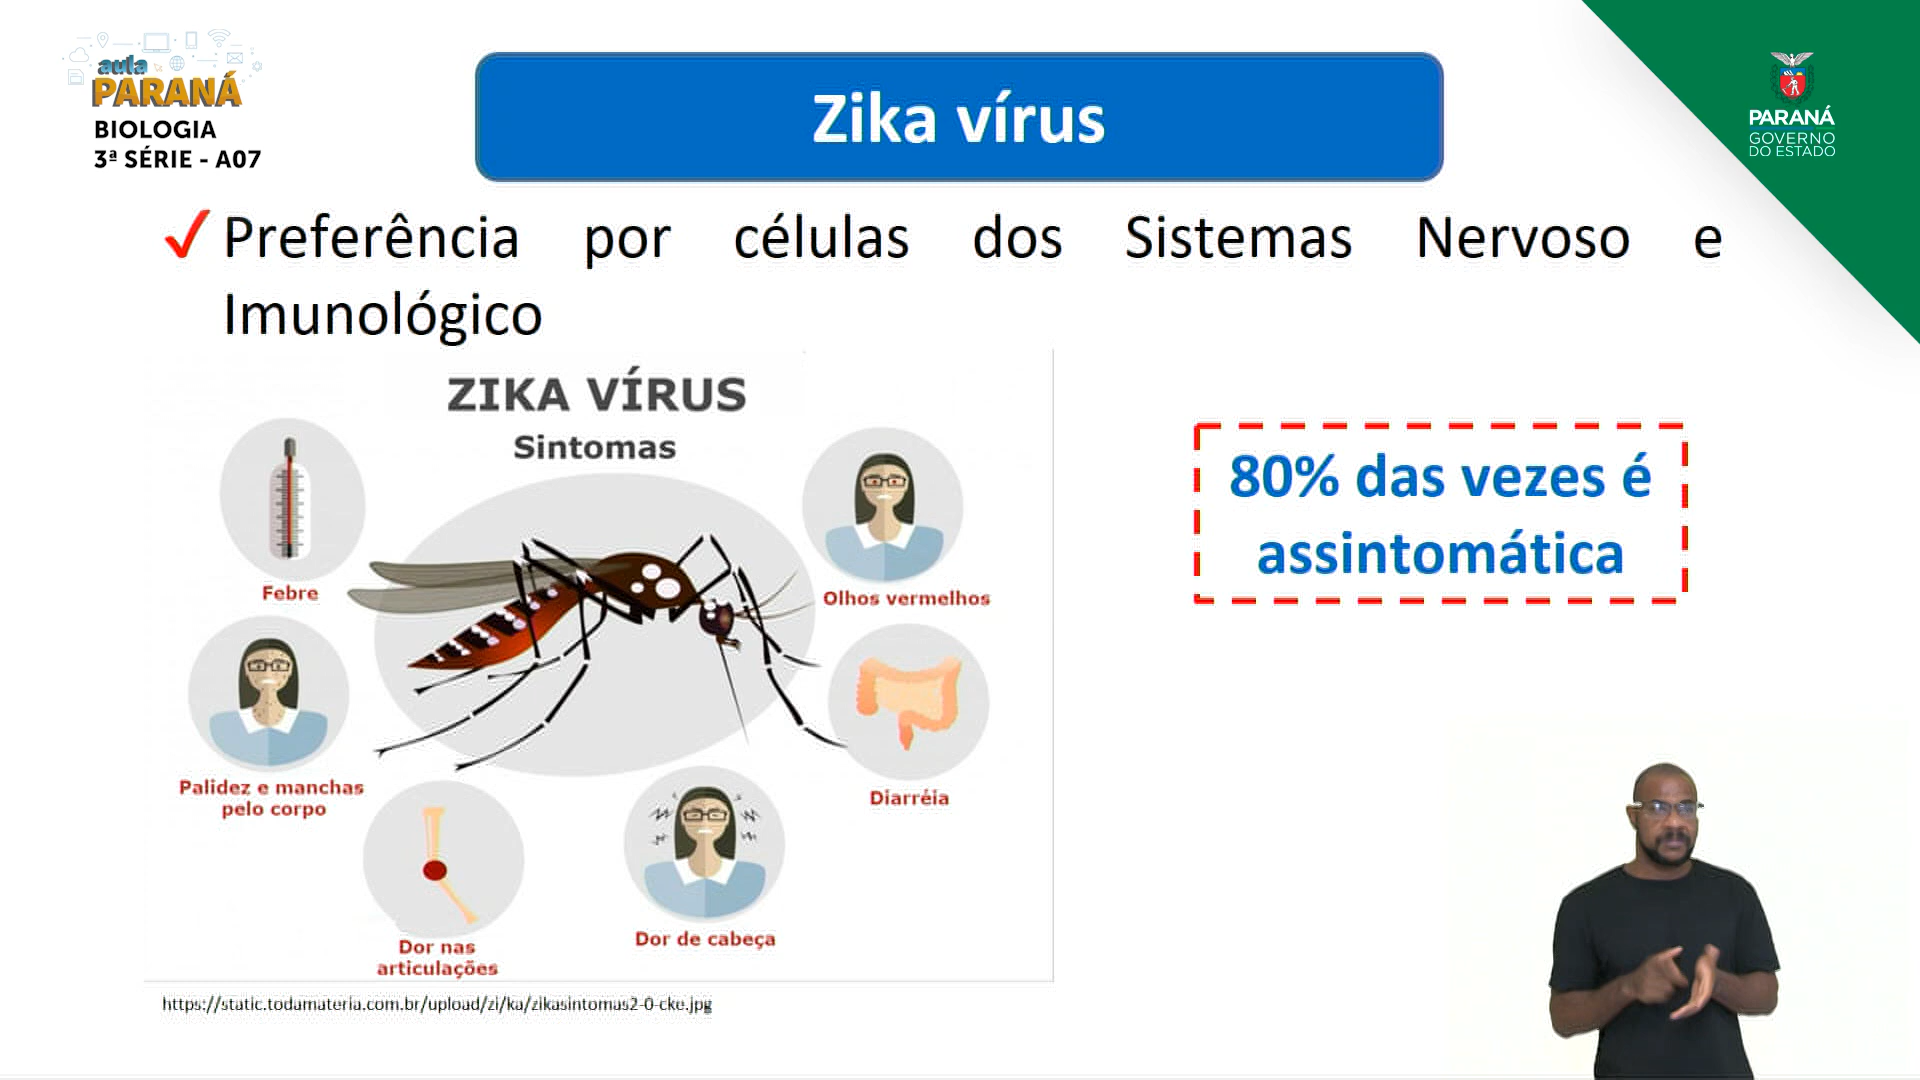 aula
PARANÁ
BIOLOGIA
3ª SÉRIE - A07
Zika vírus
PARANÁ
GOVERNO
DO ESTADO
✓ Preferência por células dos Sistemas Nervoso e
Imunológico
ZIKA VÍRUS
Sintomas
Febre
Olhos vermelhos
Palidez e manchas
pelo corpo
Diarréia
Dor nas
articulações
Dor de cabeça
80% das vezes é
assintomática
https://static.todamateria.com.br/upload/zi/ka/zikasintomas2-0-cke.jpg